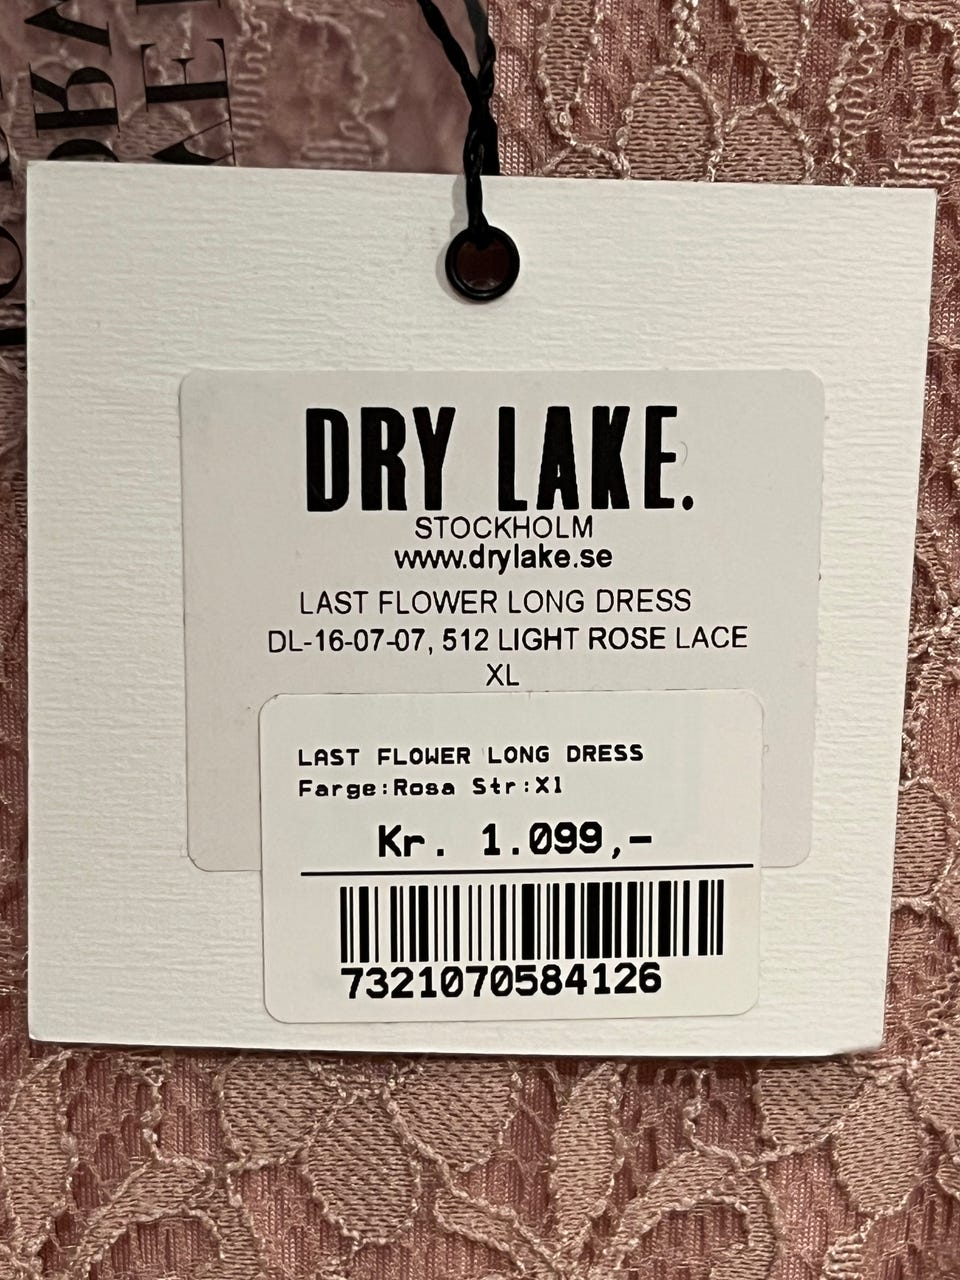 DRY LAKE.
STOCKHOLM
www.drylake.se
LAST FLOWER LONG DRESS
DL-16-07-07, 512 LIGHT ROSE LACE
XL
LAST FLOWER LONG DRESS
Farge:Rosa Str:Xl
Kr. 1.099,-
7321070584126